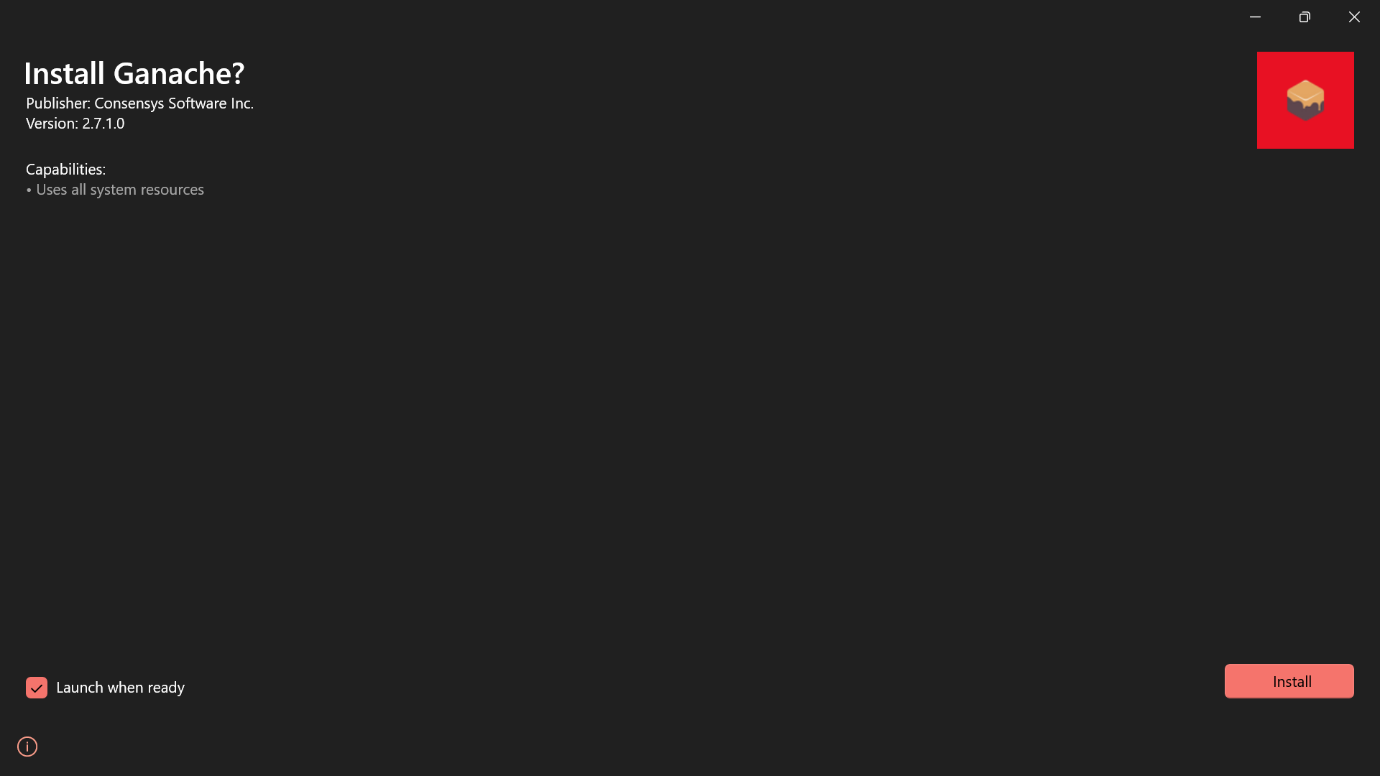 Install Ganache?
Publisher: Consensys Software Inc.
Version: 2.7.1.0
Capabilities:
• Uses all system resources
Launch when ready
Install